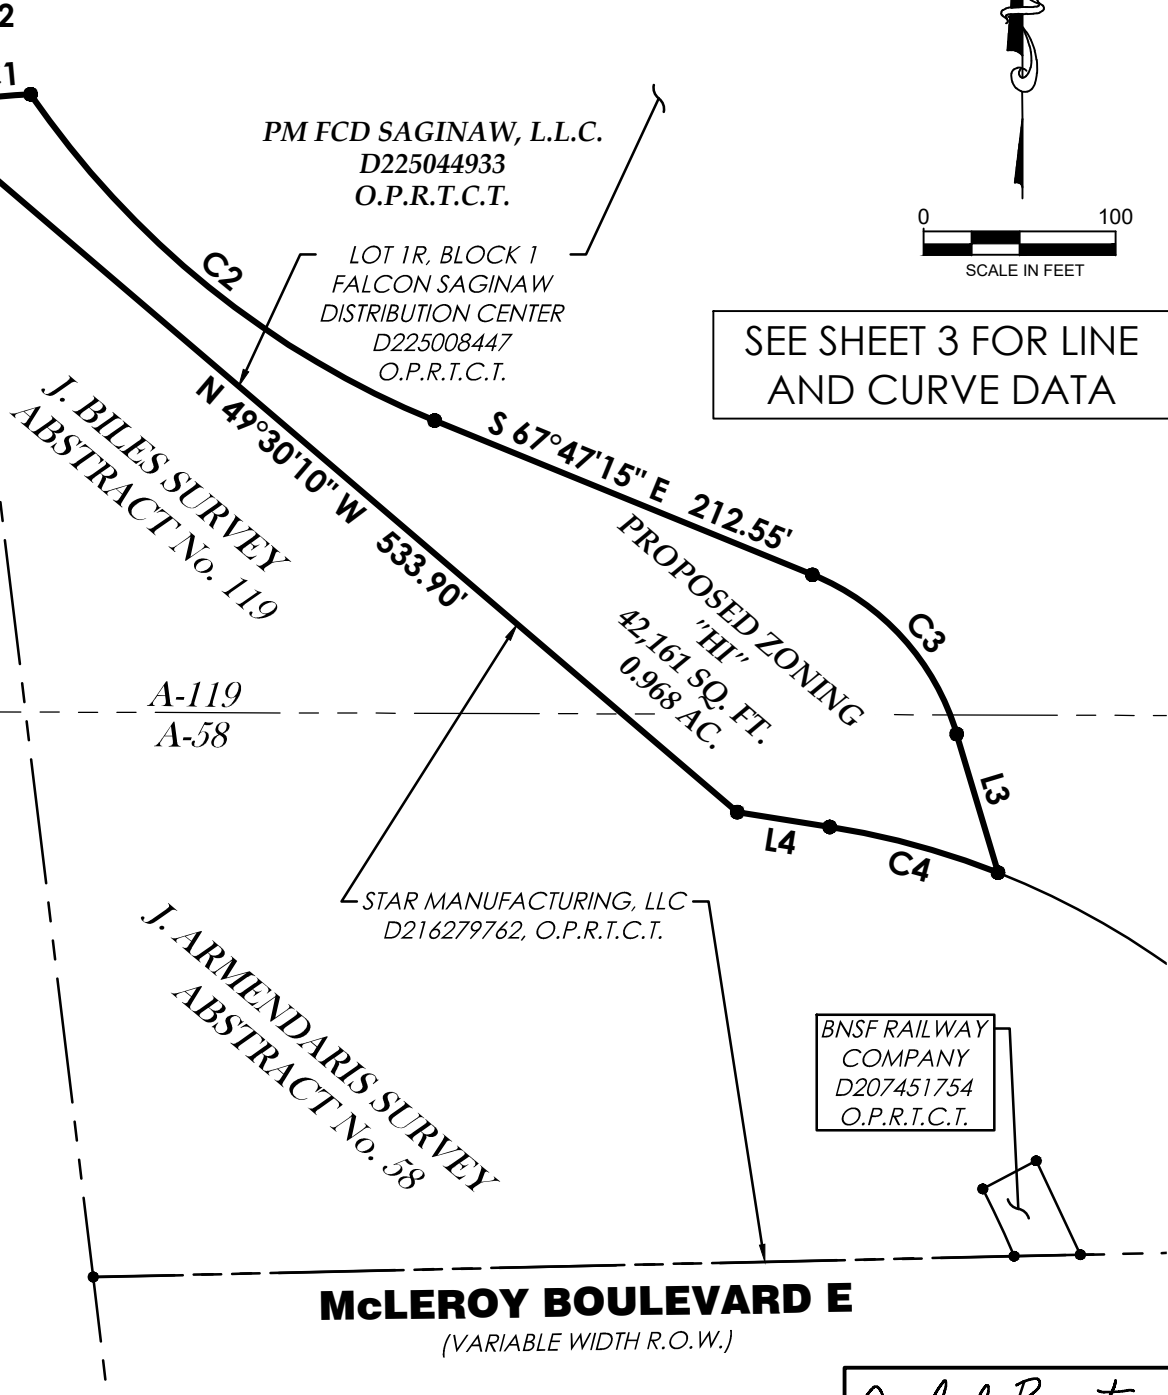 2
1
PM FCD SAGINAW, L.L.C.
D225044933
O.P.R.T.C.T.
0 100
SCALE IN FEET
LOT 1R, BLOCK 1
FALCON SAGINAW
DISTRIBUTION CENTER
D225008447
O.P.R.T.C.T.
C2
SEE SHEET 3 FOR LINE
AND CURVE DATA
J. BILES SURVEY
ABSTRACT No. 119
N 49°30'10" W 533.90'
S 67°47'15" E 212.55'
PROPOSED ZONING
"HI"
42,161 SQ. FT.
0.968 AC.
C3
A-119
A-58
L3
L4
C4
STAR MANUFACTURING, LLC
D216279762, O.P.R.T.C.T.
J. ARMENDARIS SURVEY
ABSTRACT No. 58
BNSF RAILWAY
COMPANY
D207451754
O.P.R.T.C.T.
McLEROY BOULEVARD E
(VARIABLE WIDTH R.O.W.)